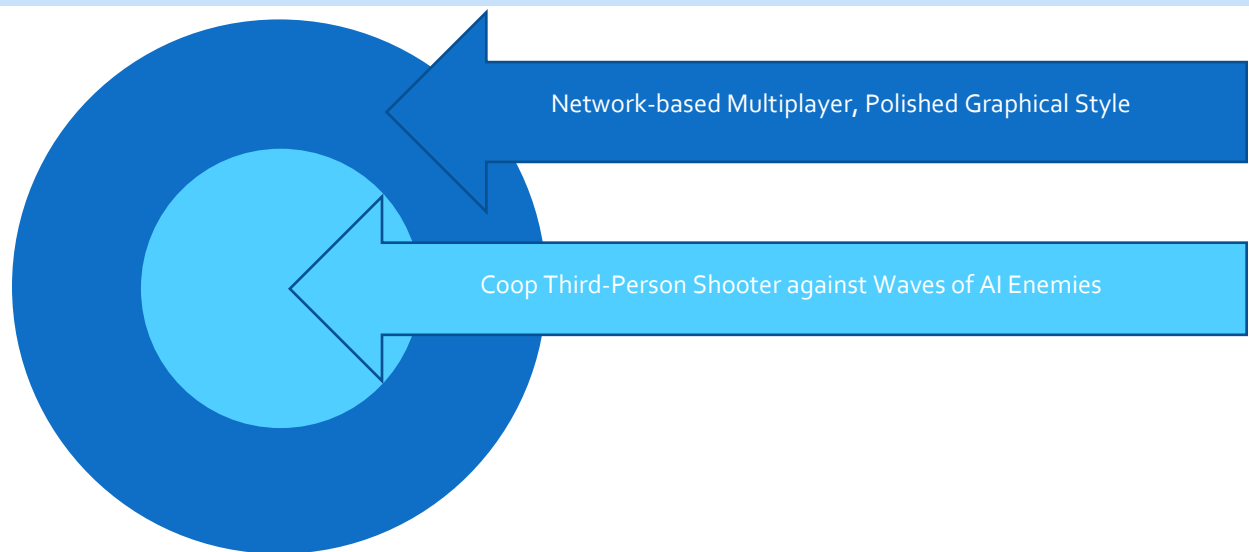 Network-based Multiplayer, Polished Graphical Style
Coop Third-Person Shooter against Waves of AI Enemies